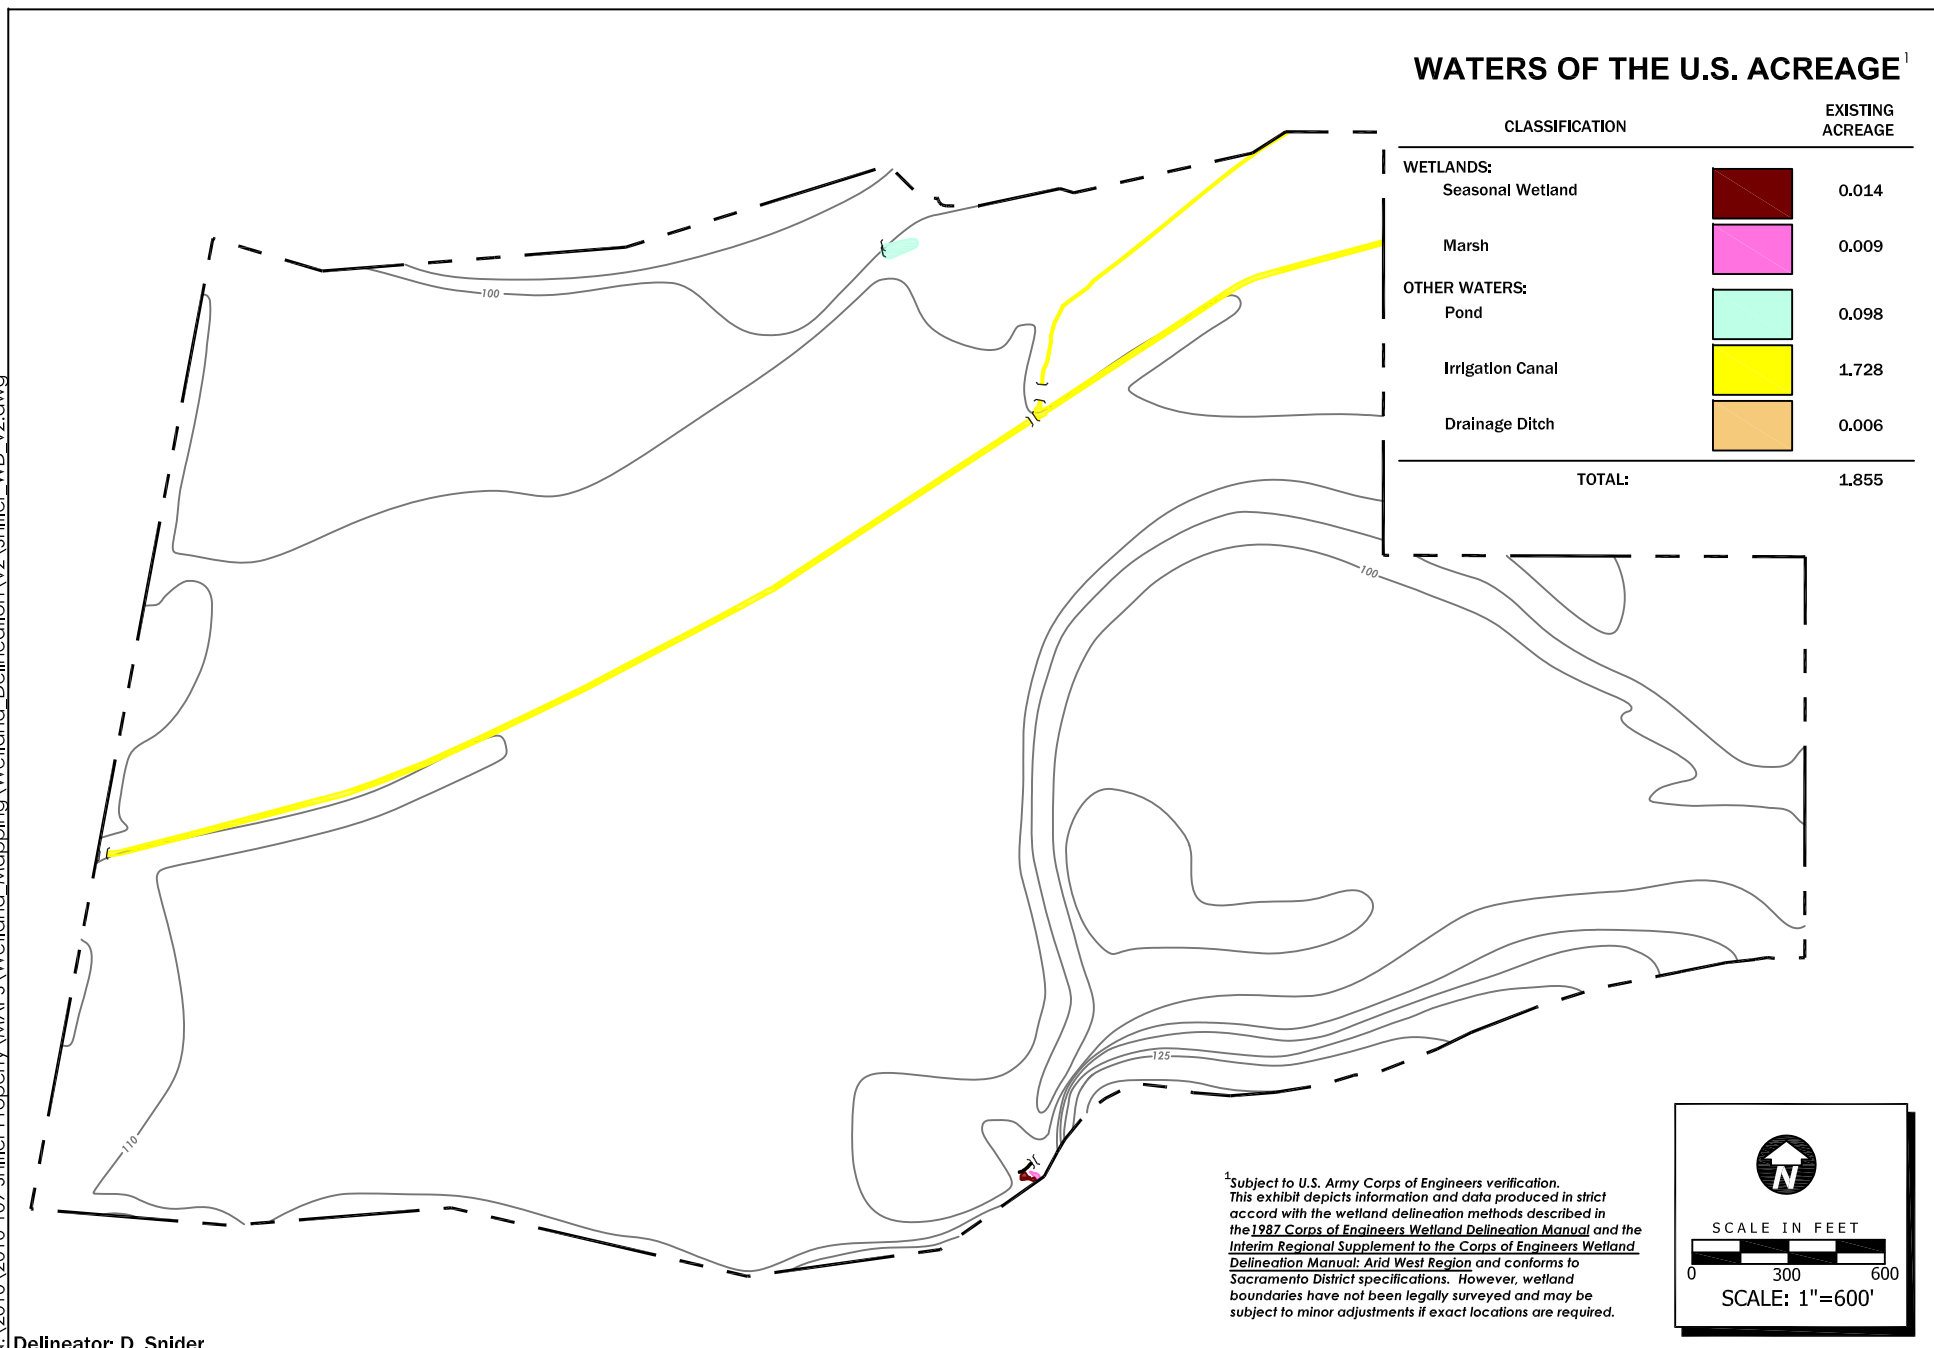 WATERS OF THE U.S. ACREAGE1
CLASSIFICATION
EXISTING
ACREAGE
WETLANDS:
Seasonal Wetland 0.014
Marsh 0.009
OTHER WATERS:
Pond 0.098
Irrigation Canal 1.728
Drainage Ditch 0.006
TOTAL: 1.855
100
100
125
110
1Subject to U.S. Army Corps of Engineers verification.
This exhibit depicts information and data produced in strict
accord with the wetland delineation methods described in
the 1987 Corps of Engineers Wetland Delineation Manual and the
Interim Regional Supplement to the Corps of Engineers Wetland
Delineation Manual: Arid West Region and conforms to
Sacramento District specifications. However, wetland
boundaries have not been legally surveyed and may be
subject to minor adjustments if exact locations are required.
N
SCALE IN FEET
0 300 600
SCALE: 1"=600'
Delineator: D. Snider